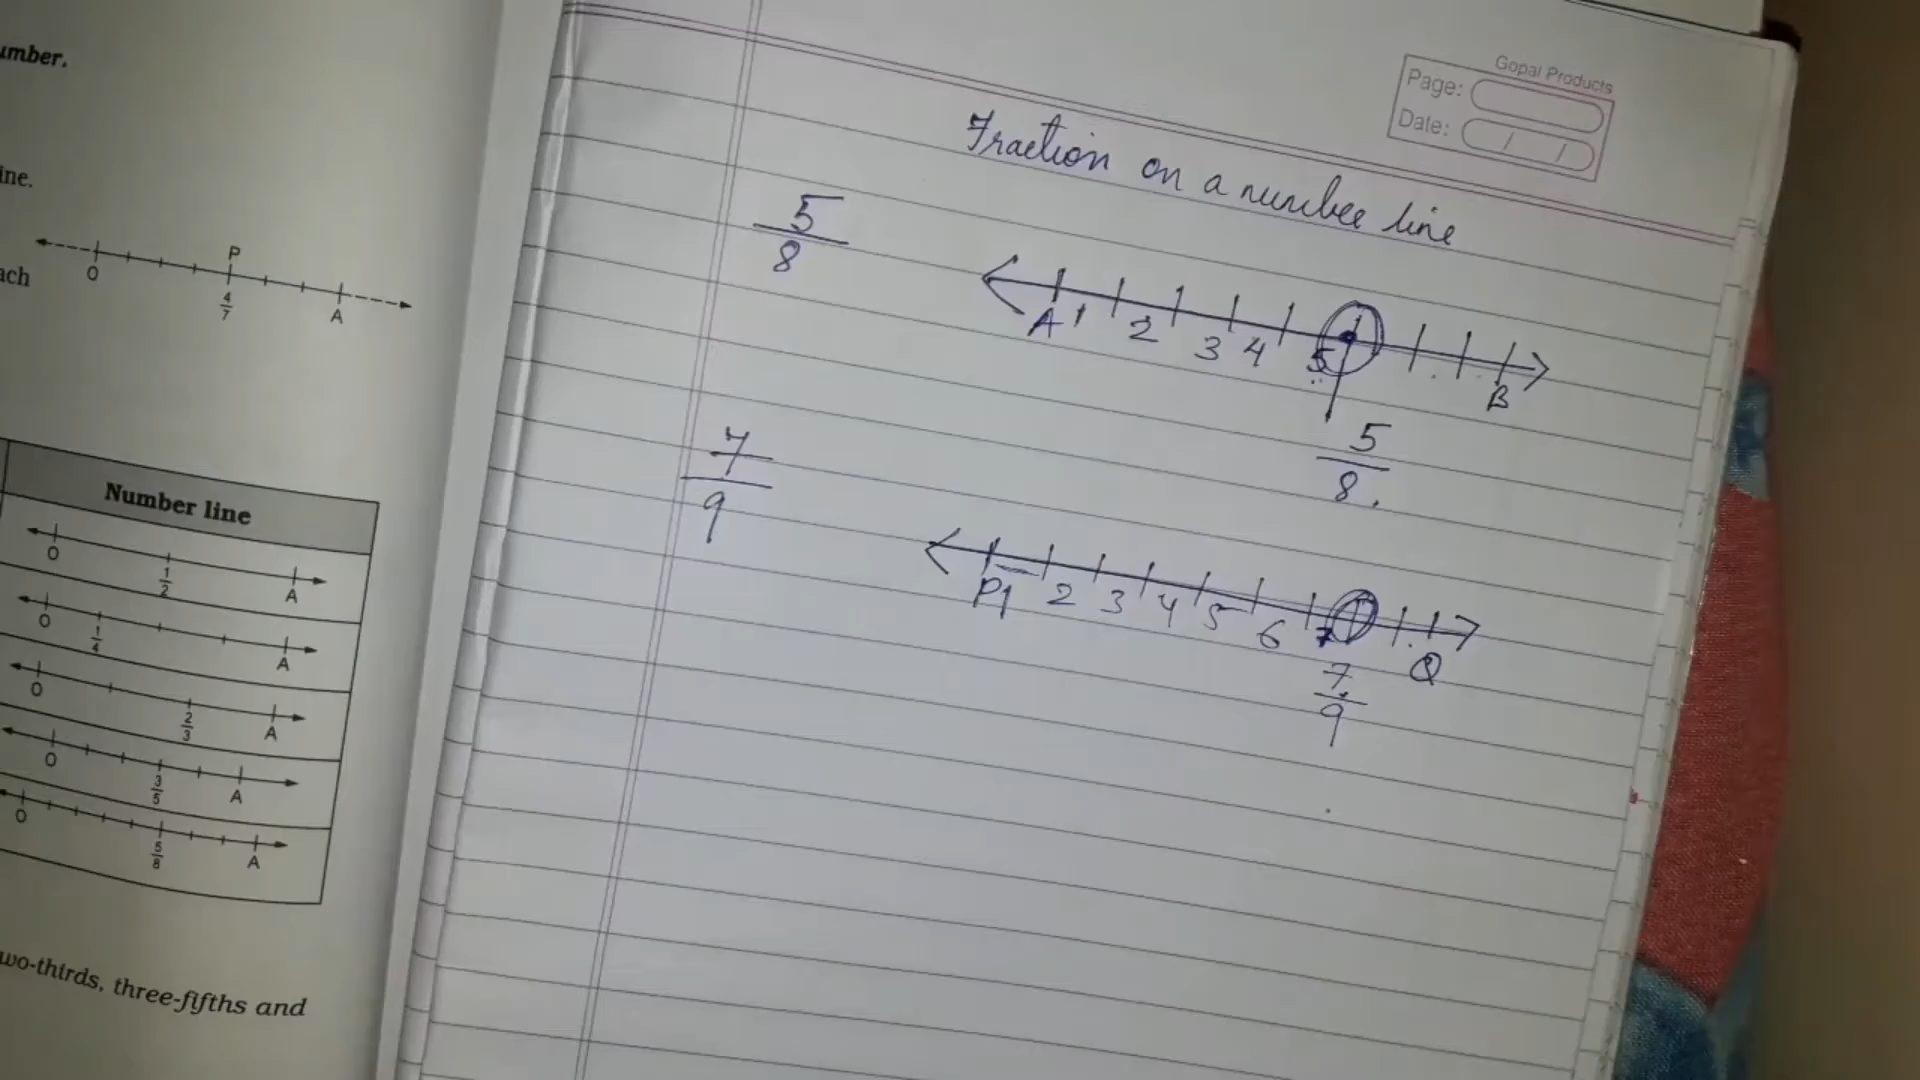 umber.
ine.
ach
P
0
4
7
A
Number line
0
1
2
A
0
1
4
A
0
2
3
A
0
3
5
A
0
5
8
A
wo-thirds, three-fifths and
Gopal Products
Page:
Date: / /
Fraction on a number line
5
8
A 1 2 3 4 5 B
5
8.
7
9
P 1 2 3 4 5 6 7 Q
7
9